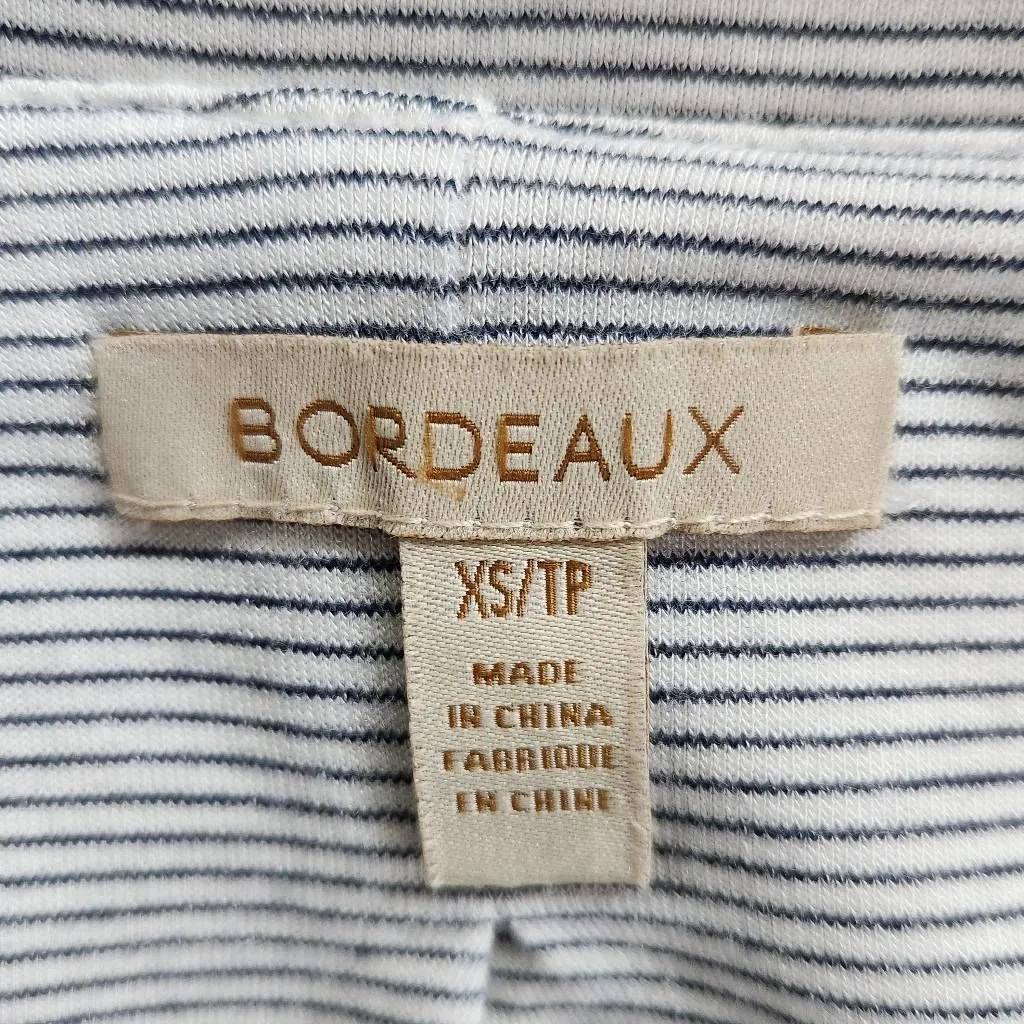 BORDEAUX
XS/TP
MADE
IN CHINA
FABRIQUE
EN CHINE